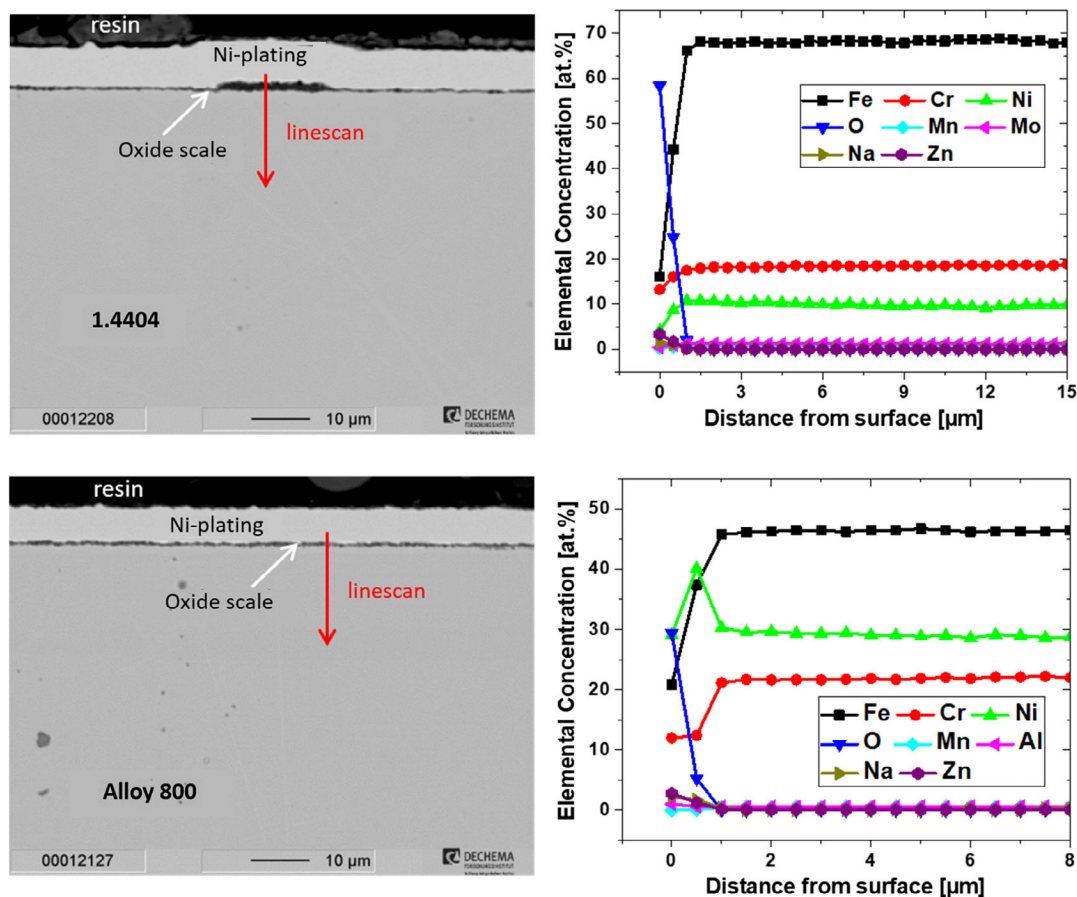 resin
Ni-plating
Oxide scale
linescan
1.4404
00012208
10 µm
DECHEMA
FORSCHUNGSINSTITUT
Elemental Concentration [at.%]
70
60
50
40
30
20
10
0
Fe Cr Ni
O Mn Mo
Na Zn
0 3 6 9 12 15
Distance from surface [µm]
resin
Ni-plating
Oxide scale
linescan
Alloy 800
00012127
10 µm
DECHEMA
FORSCHUNGSINSTITUT
Elemental Concentration [at.%]
50
40
30
20
10
0
Fe Cr Ni
O Mn Al
Na Zn
0 2 4 6 8
Distance from surface [µm]